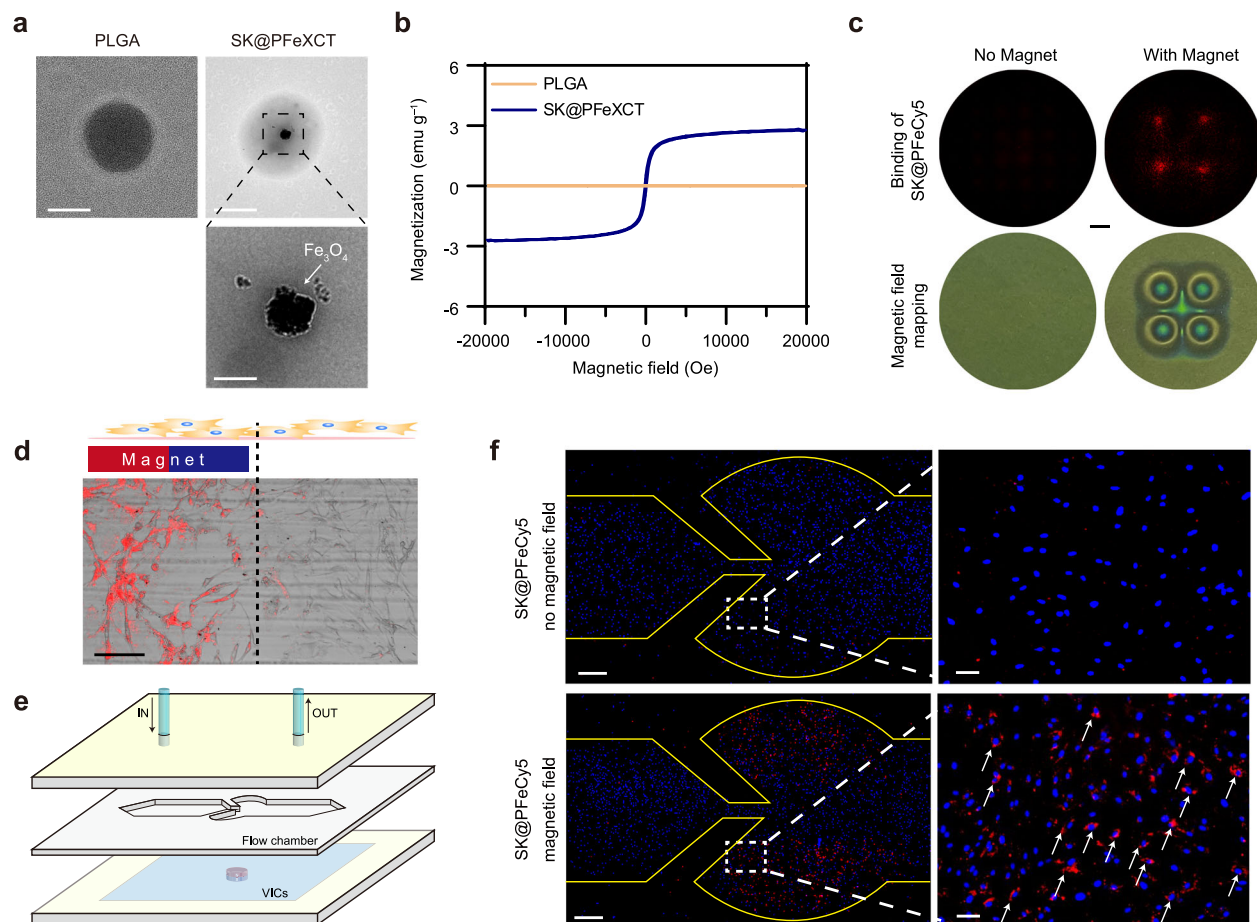 a
PLGA
SK@PFeXCT
Fe₃O₄
b
Magnetization (emu g⁻¹)
6
3
0
-3
-6
PLGA
SK@PFeXCT
-20000
-10000
0
10000
20000
Magnetic field (Oe)
c
No Magnet
With Magnet
Binding of
SK@PFeCy5
Magnetic field
mapping
d
Magnet
e
IN
OUT
Flow chamber
VICs
f
SK@PFeCy5
no magnetic field
SK@PFeCy5
magnetic field